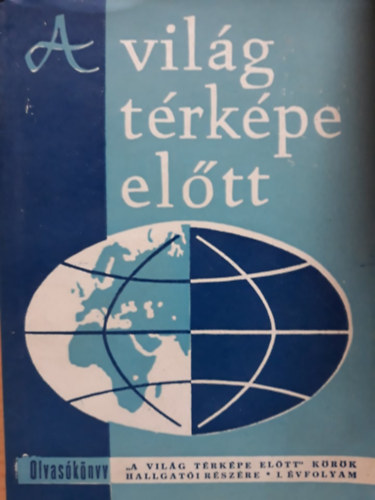 A világ
térképe
előtt
Olvasókönyv
„A VILÁG TÉRKÉPE ELŐTT" KÖRÖK
HALLGATÓI RÉSZÉRE * I. ÉVFOLYAM